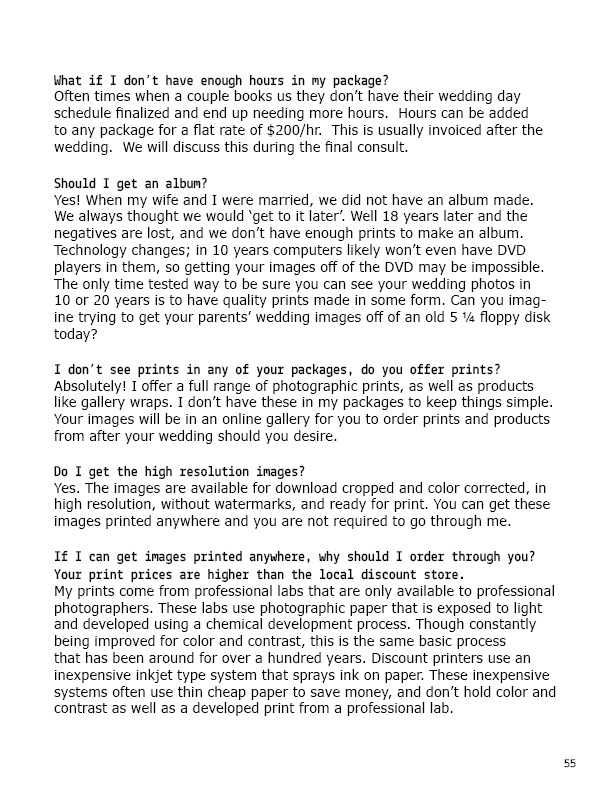 What if I don't have enough hours in my package?
Often times when a couple books us they don't have their wedding day
schedule finalized and end up needing more hours.  Hours can be added
to any package for a flat rate of $200/hr.  This is usually invoiced after the
wedding.  We will discuss this during the final consult.
Should I get an album?
Yes! When my wife and I were married, we did not have an album made.
We always thought we would ‘get to it later’. Well 18 years later and the
negatives are lost, and we don’t have enough prints to make an album.
Technology changes; in 10 years computers likely won’t even have DVD
players in them, so getting your images off of the DVD may be impossible.
The only time tested way to be sure you can see your wedding photos in
10 or 20 years is to have quality prints made in some form. Can you imag-
ine trying to get your parents’ wedding images off of an old 5 ¼ floppy disk
today?
I don't see prints in any of your packages, do you offer prints?
Absolutely! I offer a full range of photographic prints, as well as products
like gallery wraps. I don’t have these in my packages to keep things simple.
Your images will be in an online gallery for you to order prints and products
from after your wedding should you desire.
Do I get the high resolution images?
Yes. The images are available for download cropped and color corrected, in
high resolution, without watermarks, and ready for print. You can get these
images printed anywhere and you are not required to go through me.
If I can get images printed anywhere, why should I order through you?
Your print prices are higher than the local discount store.
My prints come from professional labs that are only available to professional
photographers. These labs use photographic paper that is exposed to light
and developed using a chemical development process. Though constantly
being improved for color and contrast, this is the same basic process
that has been around for over a hundred years. Discount printers use an
inexpensive inkjet type system that sprays ink on paper. These inexpensive
systems often use thin cheap paper to save money, and don’t hold color and
contrast as well as a developed print from a professional lab.
55